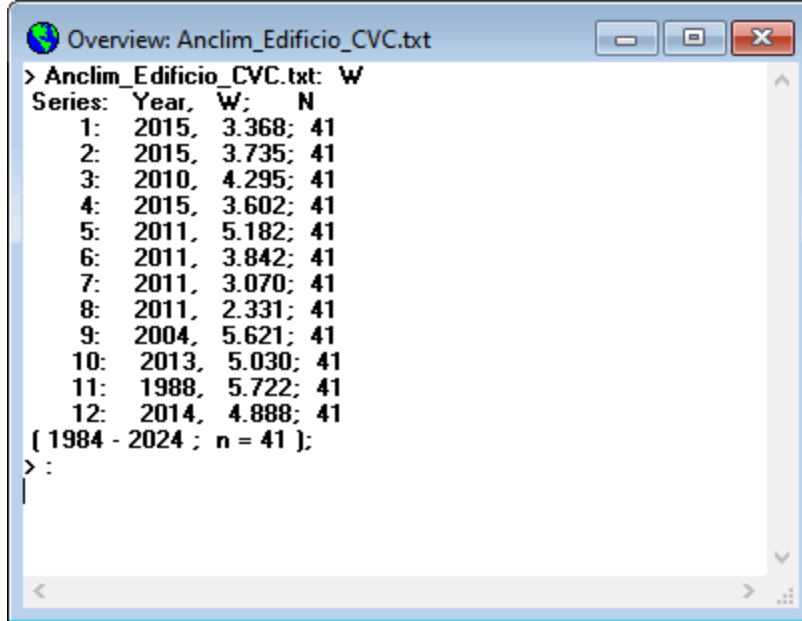 Overview: Anclim_Edificio_CVC.txt
> Anclim_Edificio_CVC.txt: W
Series: Year, W; N
1: 2015, 3.368; 41
2: 2015, 3.735; 41
3: 2010, 4.295; 41
4: 2015, 3.602; 41
5: 2011, 5.182; 41
6: 2011, 3.842; 41
7: 2011, 3.070; 41
8: 2011, 2.331; 41
9: 2004, 5.621; 41
10: 2013, 5.030; 41
11: 1988, 5.722; 41
12: 2014, 4.888; 41
( 1984 - 2024 ; n = 41 );
> :